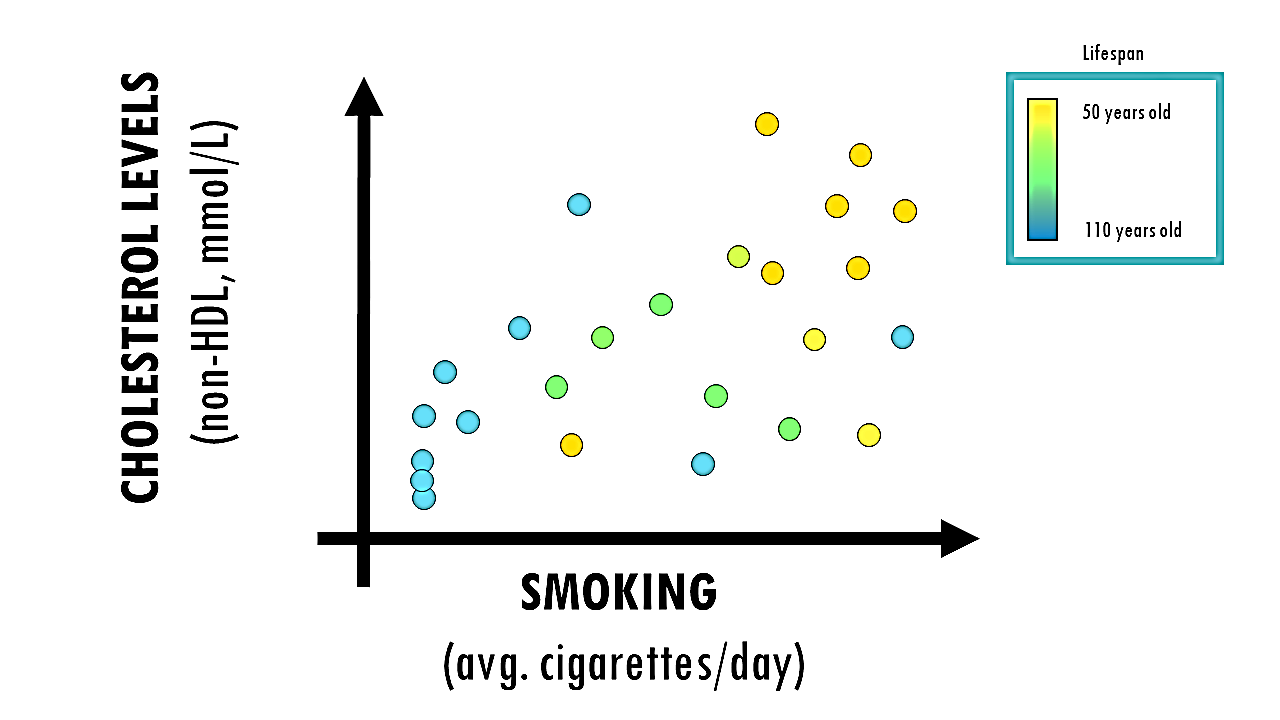 CHOLESTEROL LEVELS
(non-HDL, mmol/L)
SMOKING
(avg. cigarettes/day)
Lifespan
50 years old
110 years old